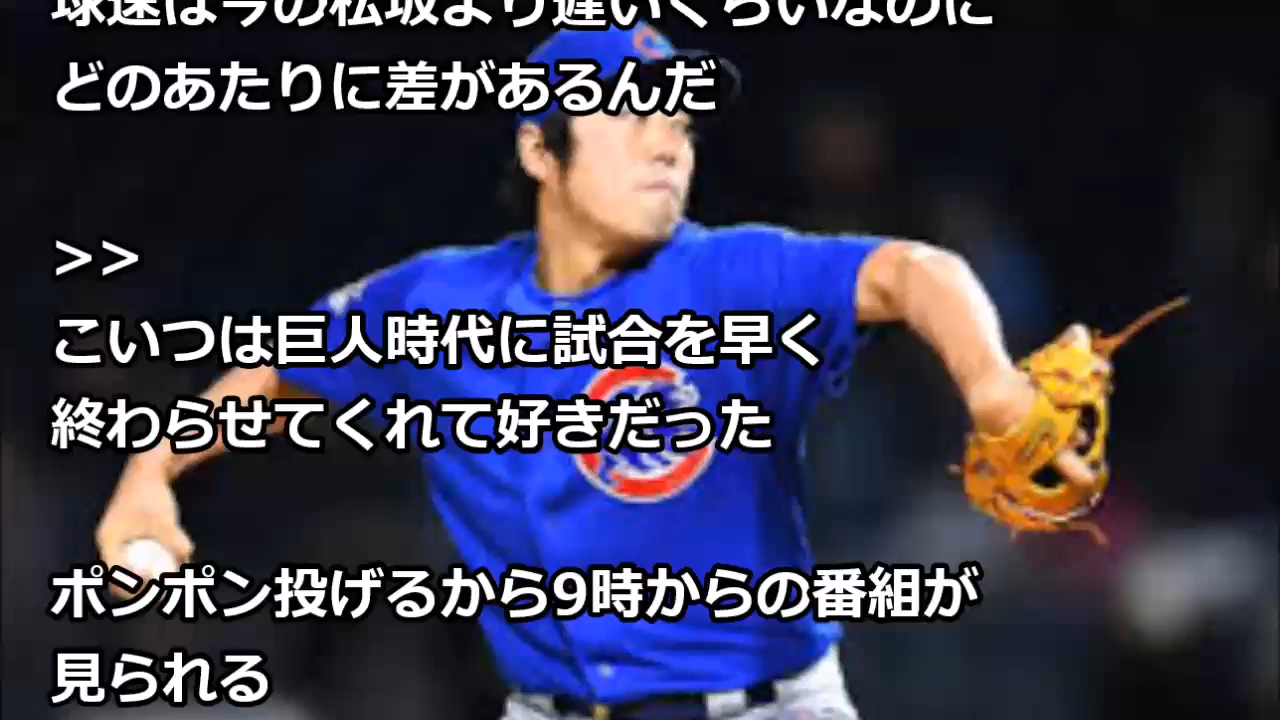 球速は今の松坂より遅いくらいなのに
どのあたりに差があるんだ
>>
こいつは巨人時代に試合を早く
終わらせてくれて好きだった
ポンポン投げるから9時からの番組が
見られる